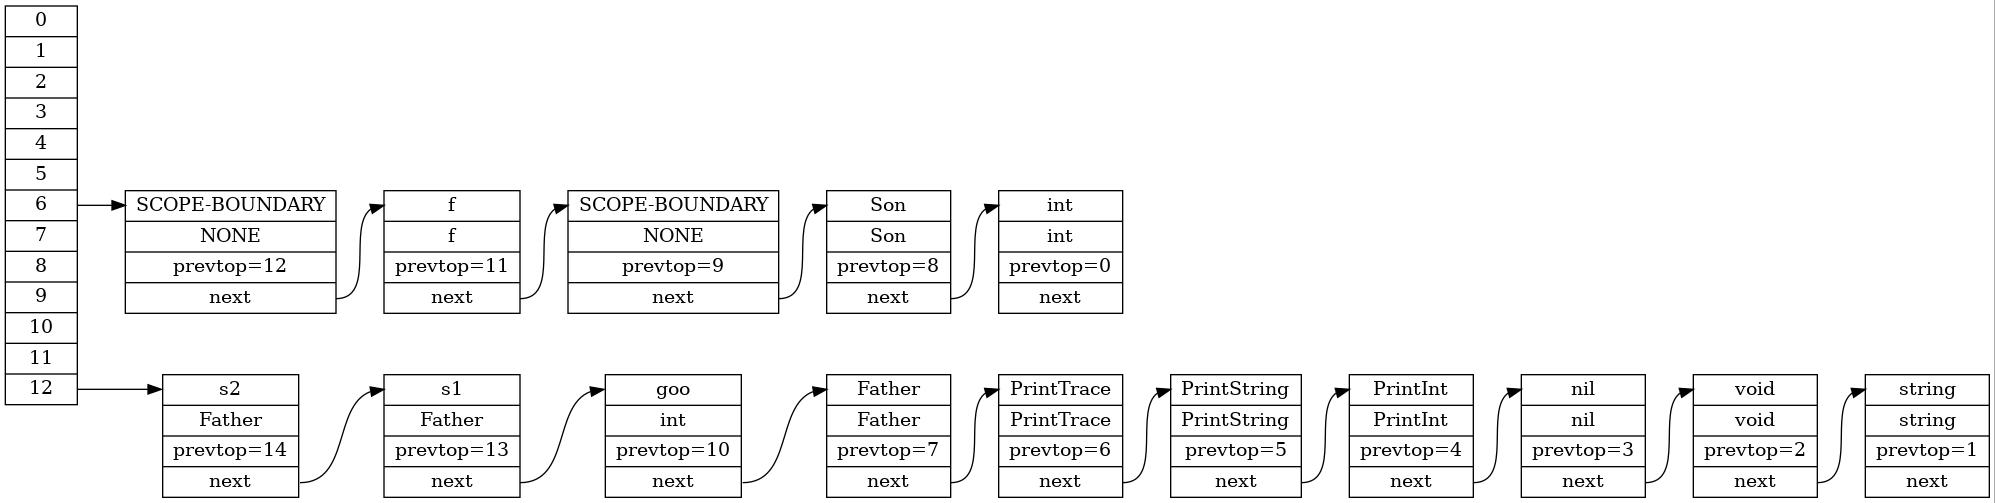 0
1
2
3
4
5
6
7
8
9
10
11
12
SCOPE-BOUNDARY
NONE
prevtop=12
next
f
f
prevtop=11
next
SCOPE-BOUNDARY
NONE
prevtop=9
next
Son
Son
prevtop=8
next
int
int
prevtop=0
next
s2
Father
prevtop=14
next
s1
Father
prevtop=13
next
goo
int
prevtop=10
next
Father
Father
prevtop=7
next
PrintTrace
PrintTrace
prevtop=6
next
PrintString
PrintString
prevtop=5
next
PrintInt
PrintInt
prevtop=4
next
nil
nil
prevtop=3
next
void
void
prevtop=2
next
string
string
prevtop=1
next